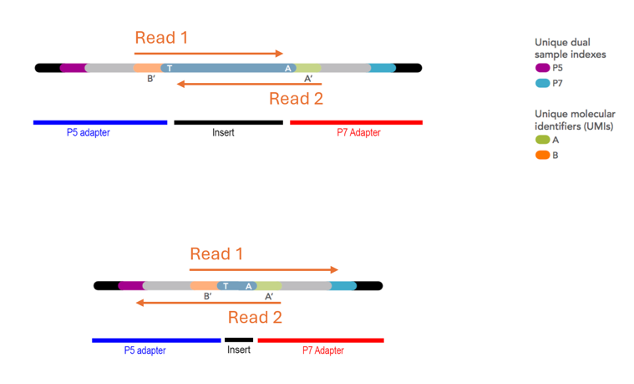 Read 1
T
A
B'
A'
Read 2
P5 adapter
Insert
P7 Adapter
Unique dual
sample indexes
P5
P7
Unique molecular
identifiers (UMIs)
A
B
Read 1
T
A
B'
A'
Read 2
P5 adapter
Insert
P7 Adapter